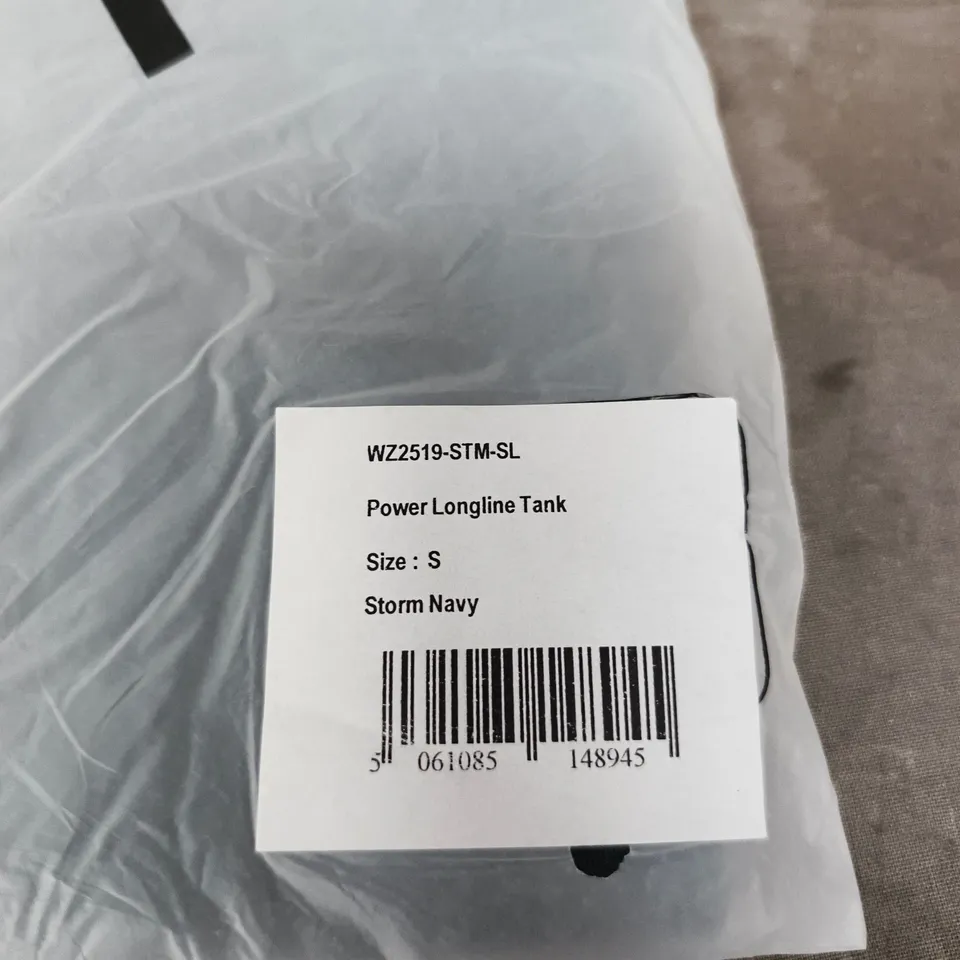 WZ2519-STM-SL
Power Longline Tank
Size : S
Storm Navy
5 061085 148945